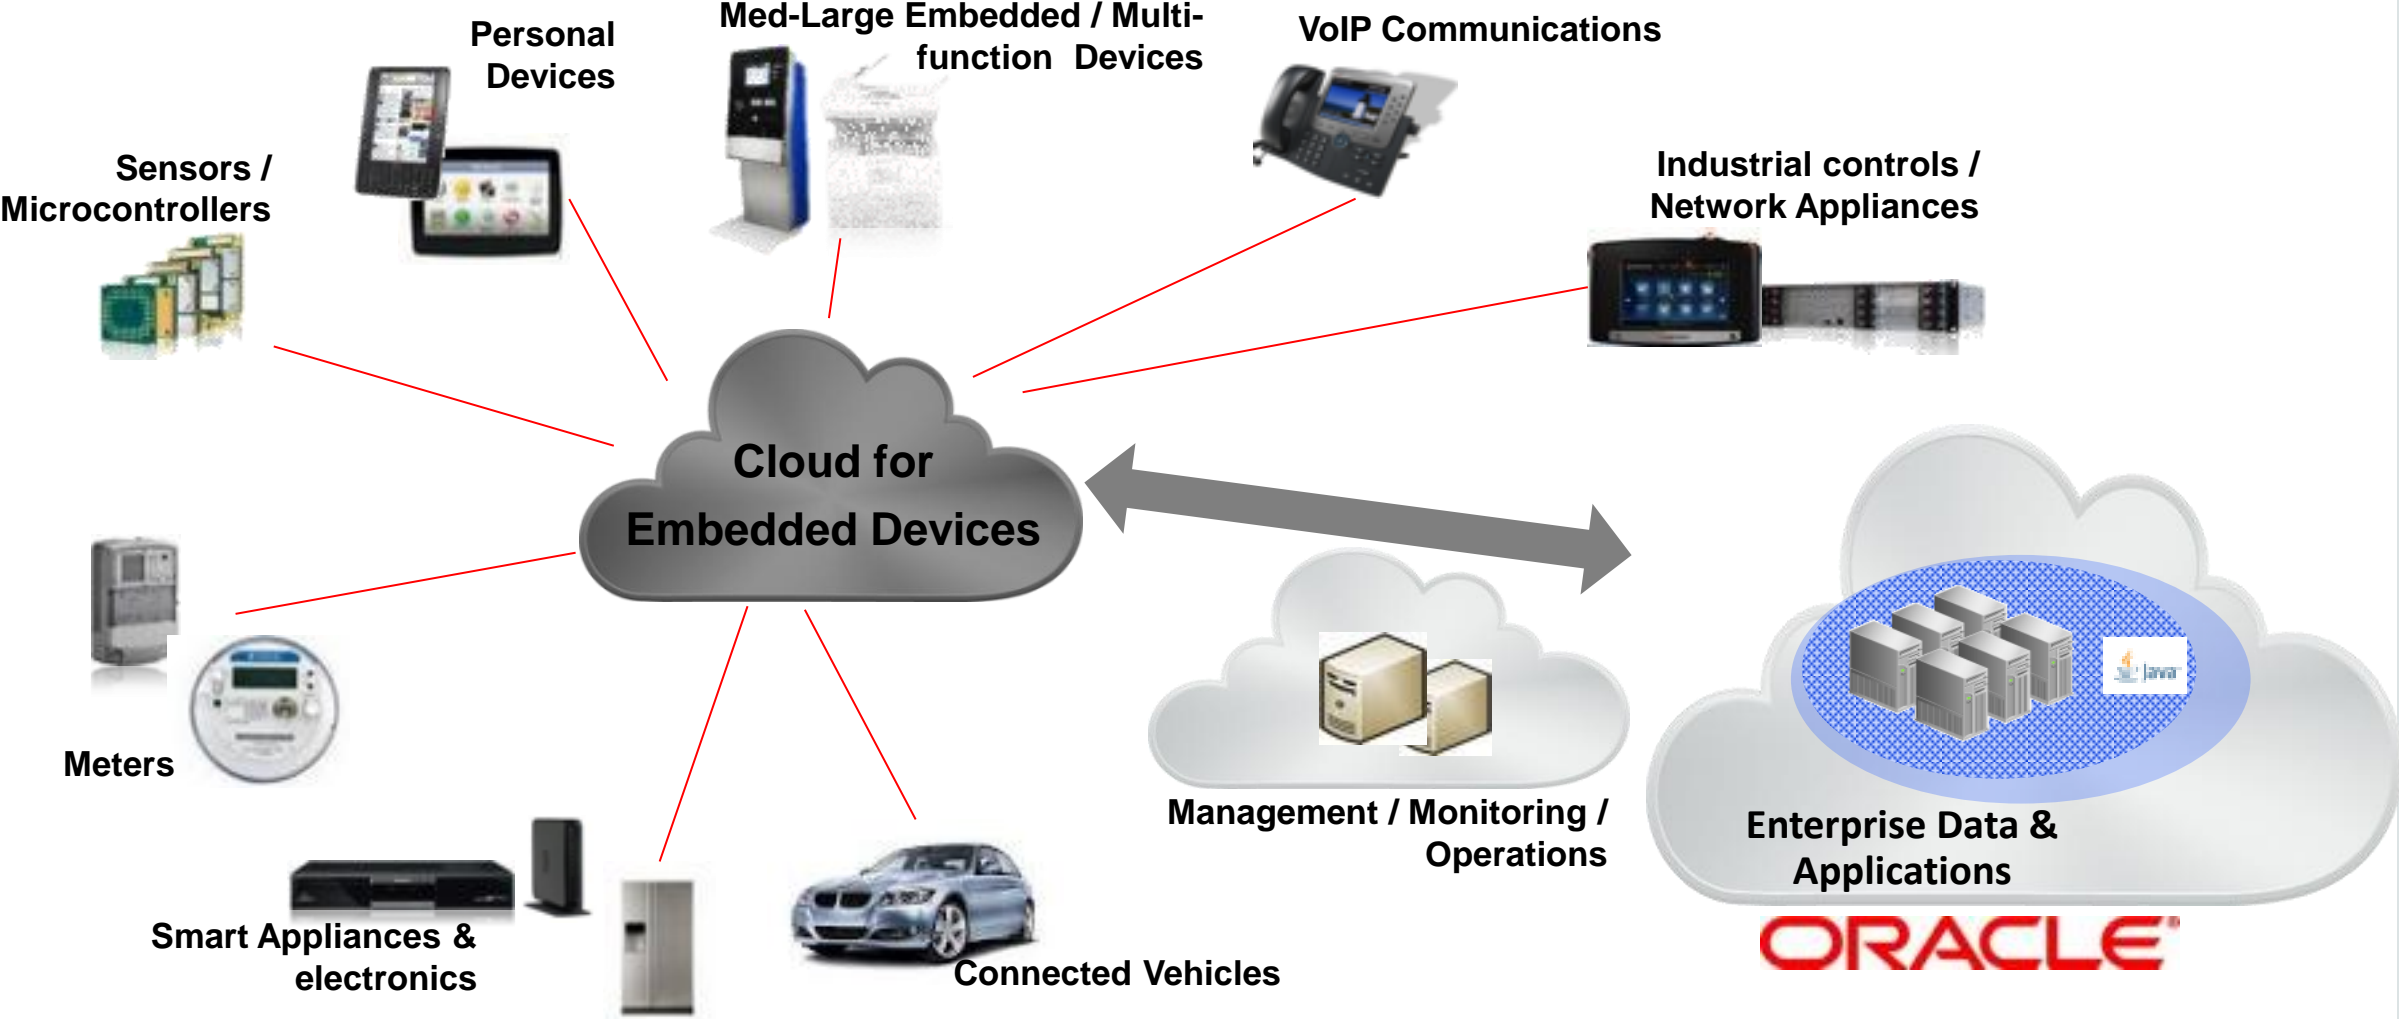 Med-Large Embedded / Multi-
function Devices
Personal
Devices
VoIP Communications
Sensors /
Microcontrollers
Industrial controls /
Network Appliances
Cloud for
Embedded Devices
Meters
Java
Management / Monitoring /
Operations
Enterprise Data &
Applications
Smart Appliances &
electronics
Connected Vehicles
ORACLE